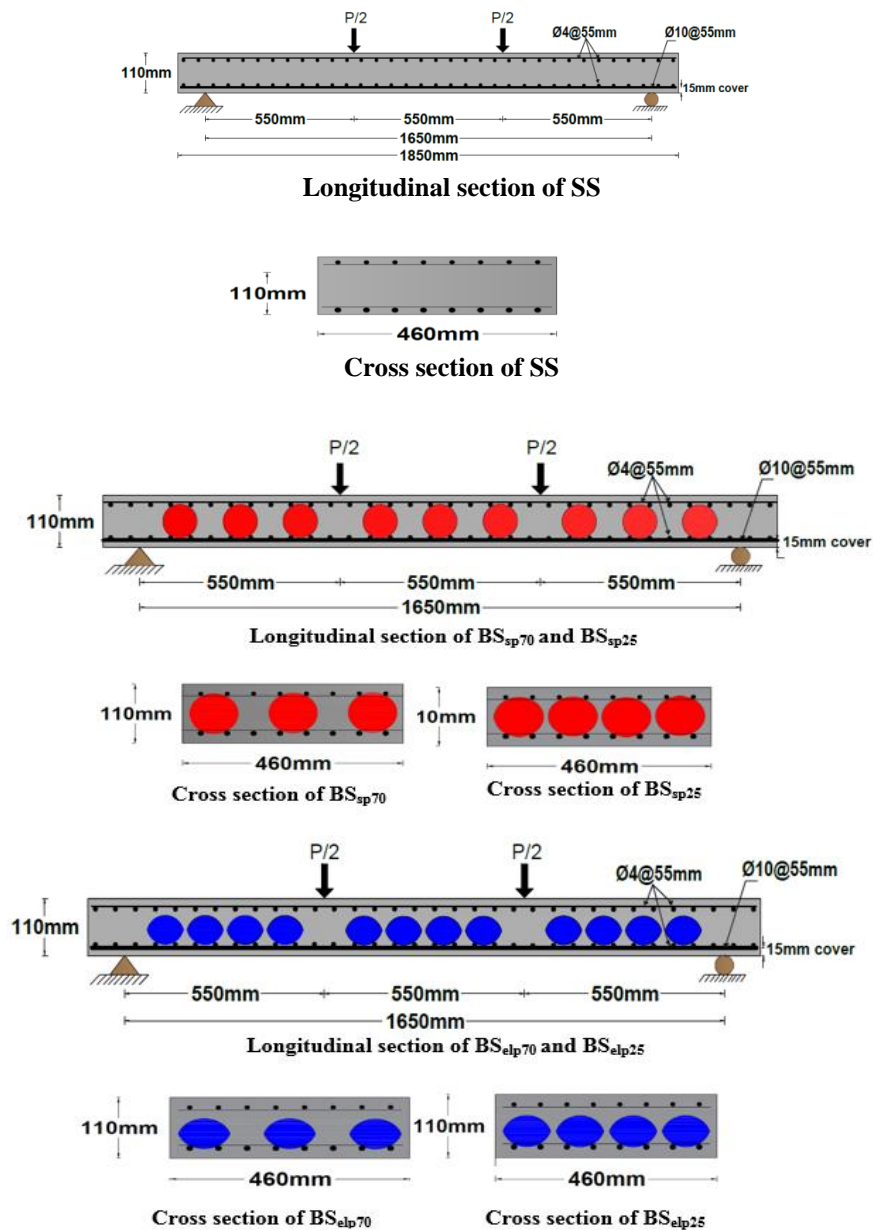 P/2 P/2
Ø4@55mm Ø10@55mm
110mm
15mm cover
550mm 550mm 550mm
1650mm
1850mm
Longitudinal section of SS
110mm
460mm
Cross section of SS
P/2 P/2
Ø4@55mm Ø10@55mm
110mm
15mm cover
550mm 550mm 550mm
1650mm
Longitudinal section of BSsp70 and BSsp25
110mm 10mm
460mm 460mm
Cross section of BSsp70 Cross section of BSsp25
P/2 P/2
Ø4@55mm Ø10@55mm
110mm
15mm cover
550mm 550mm 550mm
1650mm
Longitudinal section of BSelp70 and BSelp25
110mm 110mm
460mm 460mm
Cross section of BSelp70 Cross section of BSelp25